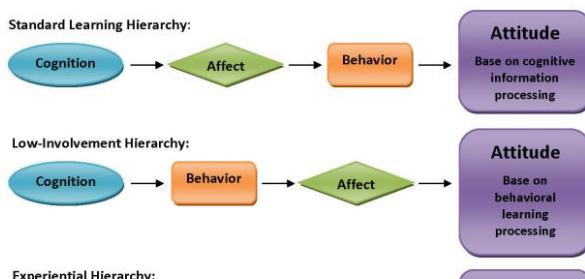 Standard Learning Hierarchy:
Cognition
Affect
Behavior
Attitude
Base on cognitive
information
processing
Low-Involvement Hierarchy:
Cognition
Behavior
Affect
Attitude
Base on
behavioral
learning
processing
Experiential Hierarchy: